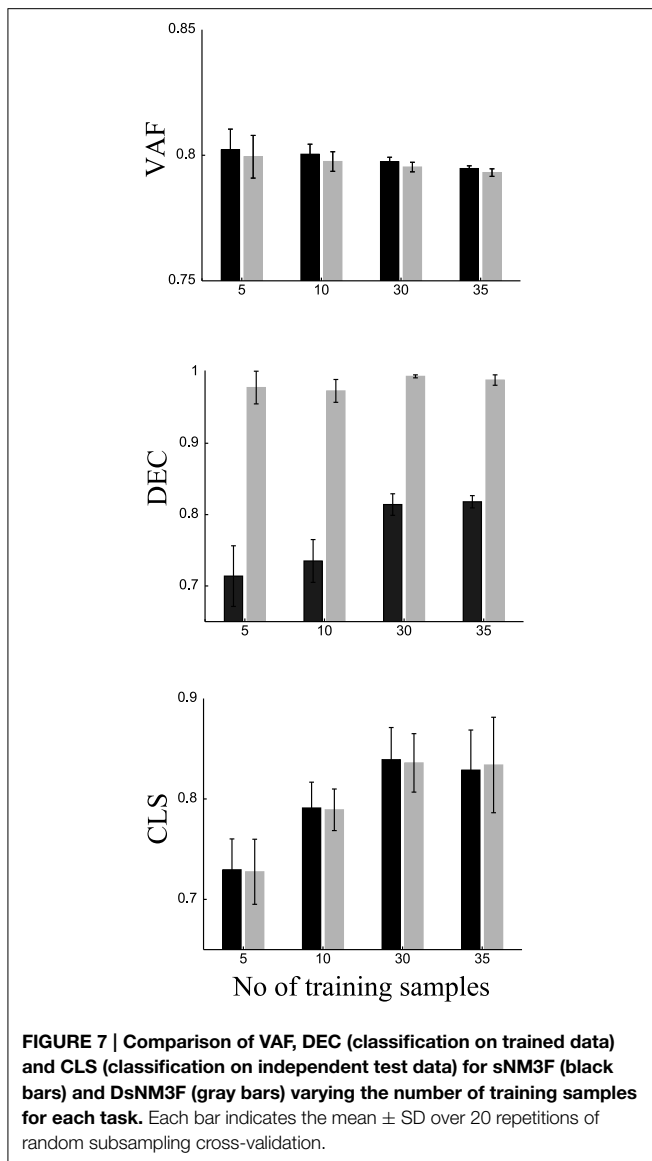 0.85
VAF
0.8
0.75
5 10 30 35
1
0.9
DEC
0.8
0.7
5 10 30 35
0.9
CLS
0.8
0.7
5 10 30 35
No of training samples
FIGURE 7 | Comparison of VAF, DEC (classification on trained data)
and CLS (classification on independent test data) for sNM3F (black
bars) and DsNM3F (gray bars) varying the number of training samples
for each task. Each bar indicates the mean ± SD over 20 repetitions of
random subsampling cross-validation.